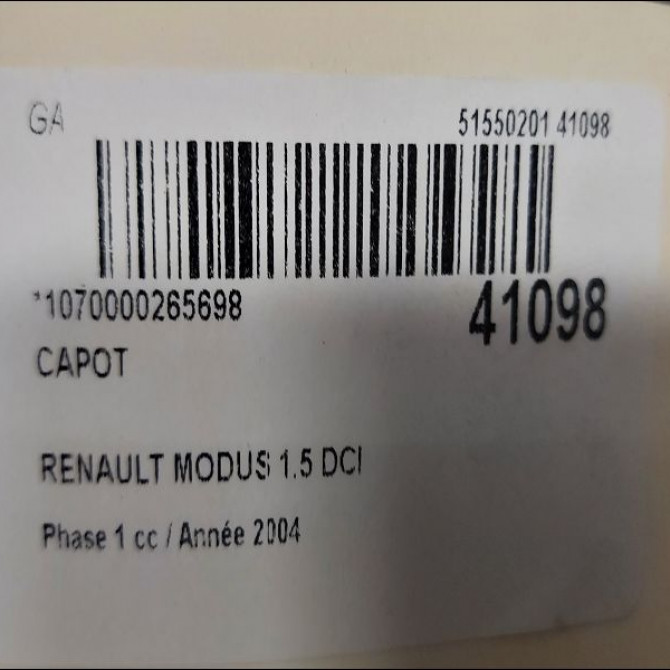 GA 51550201 41098
*1070000265698 41098
CAPOT
RENAULT MODUS 1.5 DCI
Phase 1 cc / Année 2004